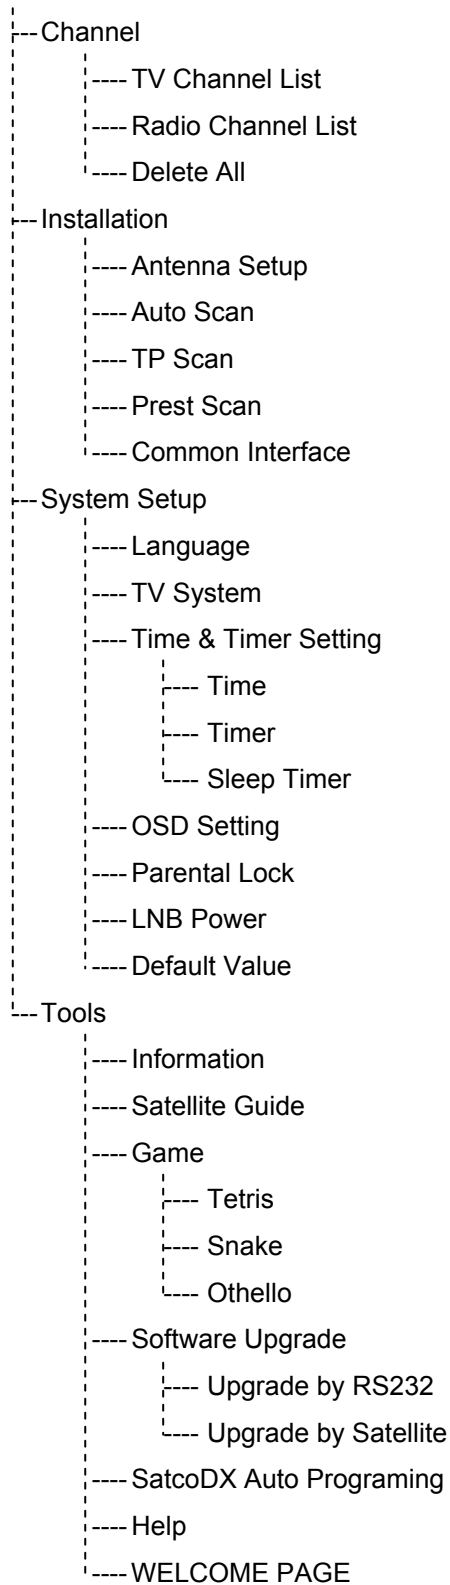 Channel
TV Channel List
Radio Channel List
Delete All
Installation
Antenna Setup
Auto Scan
TP Scan
Prest Scan
Common Interface
System Setup
Language
TV System
Time & Timer Setting
Time
Timer
Sleep Timer
OSD Setting
Parental Lock
LNB Power
Default Value
Tools
Information
Satellite Guide
Game
Tetris
Snake
Othello
Software Upgrade
Upgrade by RS232
Upgrade by Satellite
SatcoDX Auto Programing
Help
WELCOME PAGE